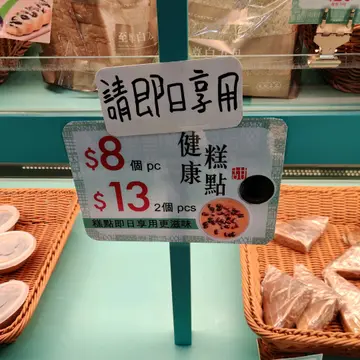 請即日享用
健康
糕點
甜
$8 個 pc
$13 2個 pcs
糕點即日享用更滋味